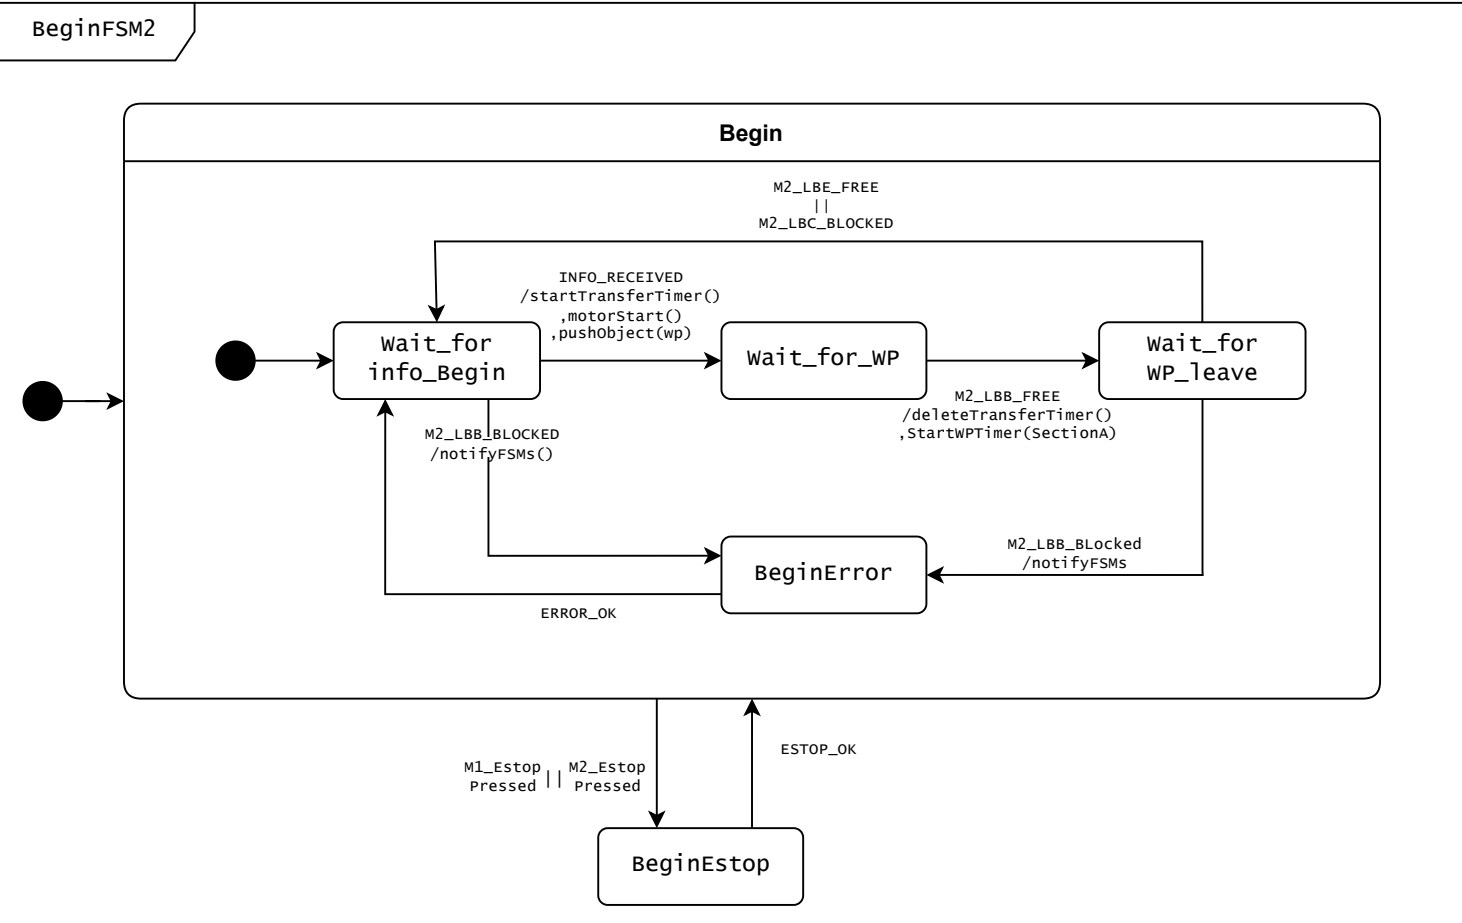 BeginFSM2
Begin
M2_LBE_FREE
||
M2_LBC_BLOCKED
INFO_RECEIVED
/startTransferTimer()
,motorStart()
,pushObject(wp)
Wait_for
info_Begin
Wait_for_WP
Wait_for
WP_leave
M2_LBB_FREE
/deleteTransferTimer()
,StartWPTimer(SectionA)
M2_LBB_BLOCKED
/notifyFSMs()
M2_LBB_BLocked
/notifyFSMs
BeginError
ERROR_OK
ESTOP_OK
M1_Estop || M2_Estop
Pressed Pressed
BeginEstop